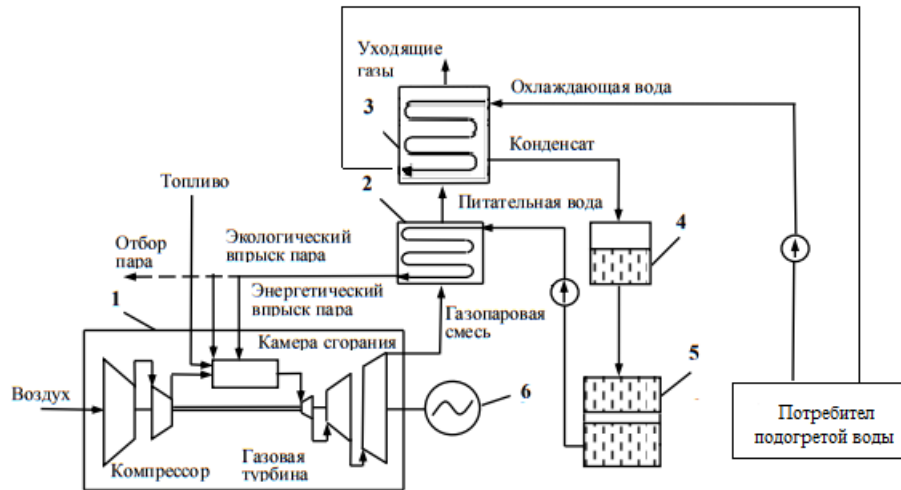 Уходящие
газы
Охлаждающая вода
3
Конденсат
2
Топливо
Питательная вода
4
Отбор
пара
Экологический
впрыск пара
Энергетический
впрыск пара
1
Газопаровая
смесь
Камера сгорания
5
Воздух
6
Потребител
подогретой воды
Газовая
турбина
Компрессор